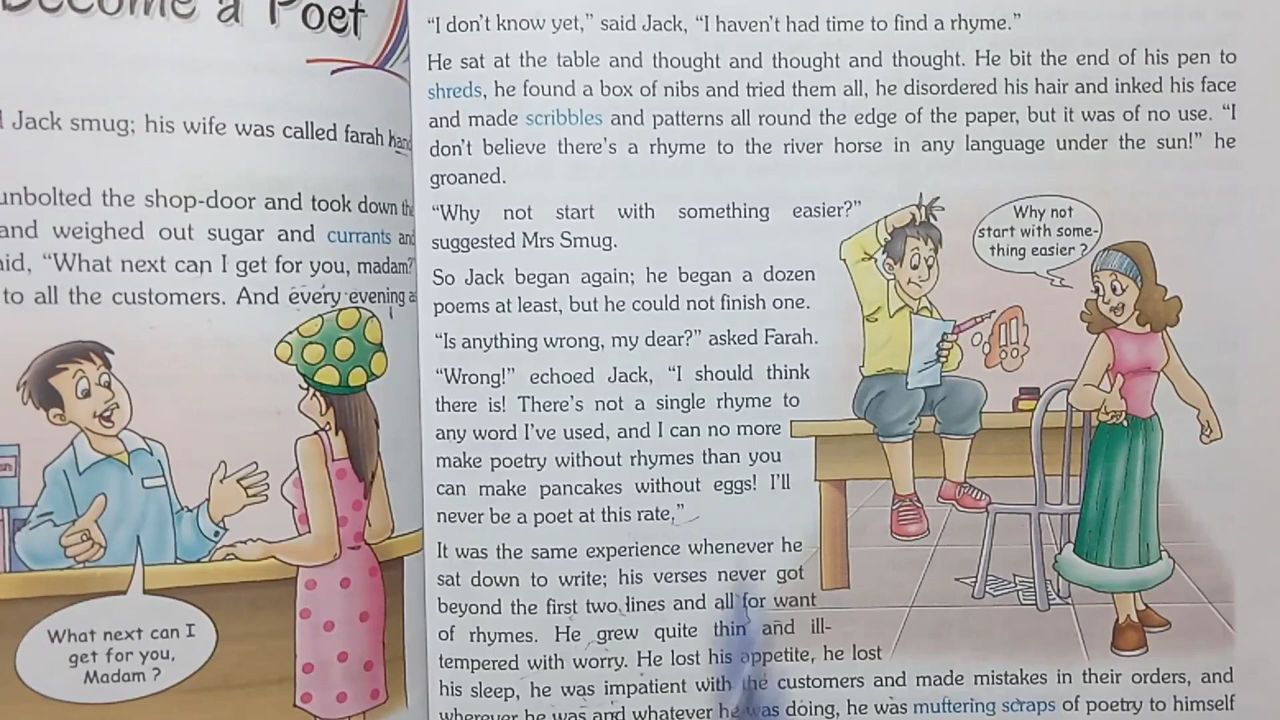 become a Poet
Jack smug; his wife was called farah
unbolted the shop-door and took down the
and weighed out sugar and currants and
"What next can I get for you, madam?"
to all the customers. And every evening
What next can I
get for you,
Madam ?
"I don't know yet," said Jack, "I haven't had time to find a rhyme."
He sat at the table and thought and thought and thought. He bit the end of his pen to
shreds, he found a box of nibs and tried them all, he disordered his hair and inked his face
and made scribbles and patterns all round the edge of the paper, but it was of no use. "I
don't believe there's a rhyme to the river horse in any language under the sun!" he
groaned.
"Why not start with something easier?"
suggested Mrs Smug.
So Jack began again; he began a dozen
poems at least, but he could not finish one.
"Is anything wrong, my dear?" asked Farah.
"Wrong!" echoed Jack, "I should think
there is! There's not a single rhyme to
any word I've used, and I can no more
make poetry without rhymes than you
can make pancakes without eggs! I'll
never be a poet at this rate,"
It was the same experience whenever he
sat down to write; his verses never got
beyond the first two lines and all for want
of rhymes. He grew quite thin and ill-
tempered with worry. He lost his appetite, he lost
his sleep, he was impatient with the customers and made mistakes in their orders, and
wherever he was and whatever he was doing, he was muttering scraps of poetry to himself
Why not
start with some-
thing easier ?